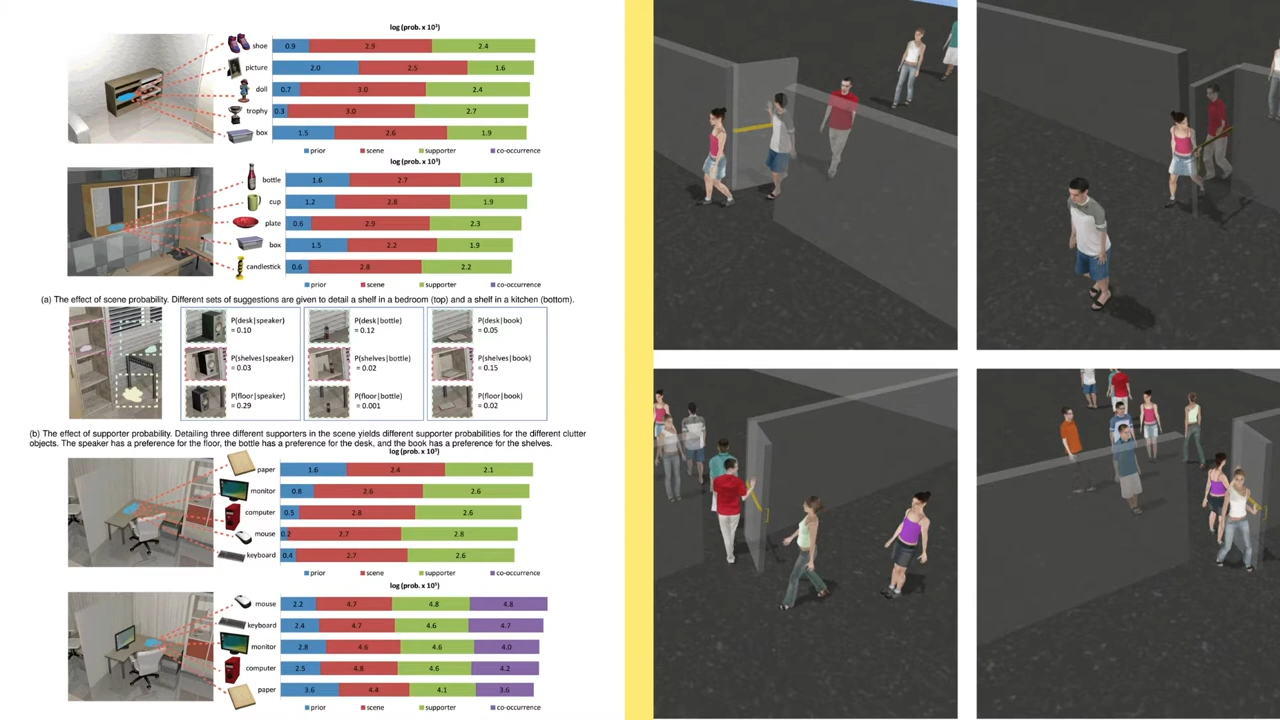 log (prob. x 10³)
shoe 0.9 2.9 2.4
picture 2.0 2.5 1.6
doll 0.7 3.0 2.4
trophy 0.3 3.0 2.7
box 1.5 2.6 1.9
prior scene supporter co-occurrence
log (prob. x 10³)
bottle 1.6 2.7 1.8
cup 1.2 2.8 1.9
plate 0.6 2.9 2.3
box 1.5 2.2 1.9
candlestick 0.6 2.8 2.2
prior scene supporter co-occurrence
(a) The effect of scene probability. Different sets of suggestions are given to detail a shelf in a bedroom (top) and a shelf in a kitchen (bottom).
P(desk|speaker)
= 0.10
P(desk|bottle)
= 0.12
P(desk|book)
= 0.05
P(shelves|speaker)
= 0.03
P(shelves|bottle)
= 0.02
P(shelves|book)
= 0.15
P(floor|speaker)
= 0.29
P(floor|bottle)
= 0.001
P(floor|book)
= 0.02
(b) The effect of supporter probability. Detailing three different supporters in the scene yields different supporter probabilities for the different clutter
objects. The speaker has a preference for the floor, the bottle has a preference for the desk, and the book has a preference for the shelves.
log (prob. x 10³)
paper 1.6 2.4 2.1
monitor 0.8 2.6 2.6
computer 0.5 2.8 2.6
mouse 0.2 2.7 2.8
keyboard 0.4 2.7 2.6
prior scene supporter co-occurrence
log (prob. x 10⁵)
mouse 2.2 4.7 4.8 4.8
keyboard 2.4 4.7 4.6 4.7
monitor 2.8 4.6 4.6 4.0
computer 2.5 4.8 4.6 4.2
paper 3.6 4.4 4.1 3.6
prior scene supporter co-occurrence